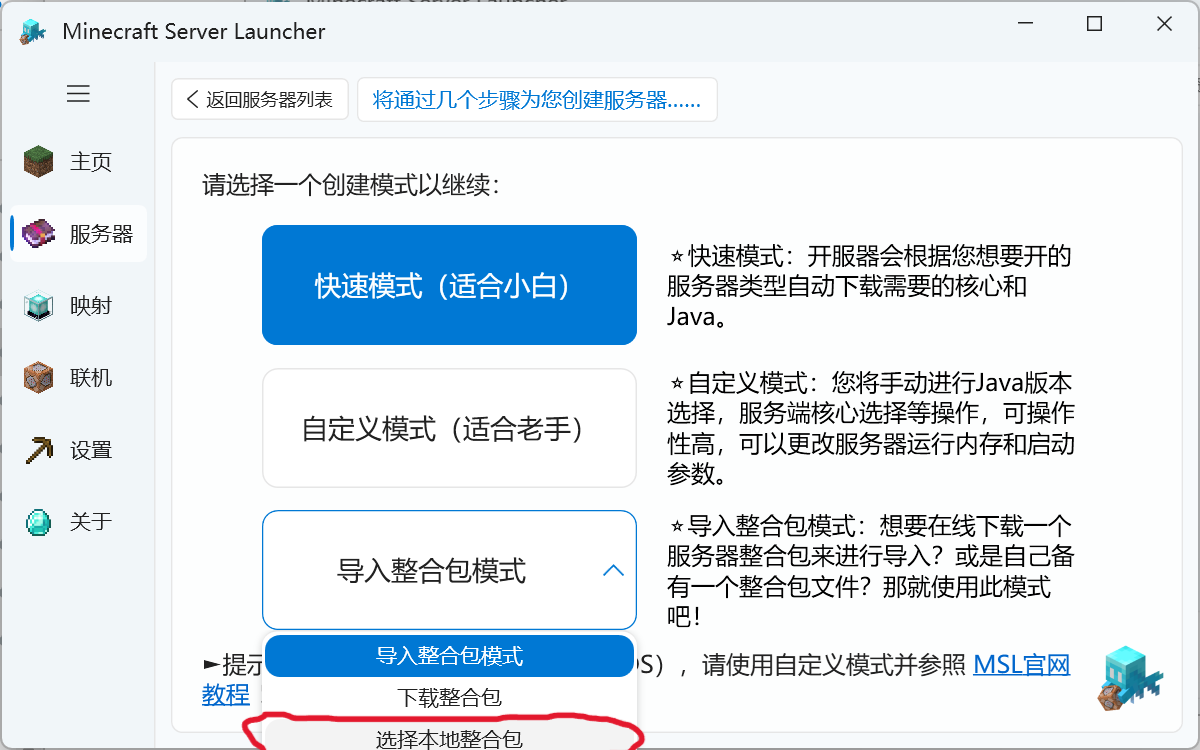 Minecraft Server Launcher
返回服务器列表
将通过几个步骤为您创建服务器......
主页
服务器
映射
联机
设置
关于
请选择一个创建模式以继续：
快速模式（适合小白）
⭐快速模式：开服器会根据您想要开的
服务器类型自动下载需要的核心和
Java。
自定义模式（适合老手）
⭐自定义模式：您将手动进行Java版本
选择，服务端核心选择等操作，可操作
性高，可以更改服务器运行内存和启动
参数。
导入整合包模式
⭐导入整合包模式：想要在线下载一个
服务器整合包来进行导入？或是自己备
有一个整合包文件？那就使用此模式
吧！
►提示 S），请使用自定义模式并参照 MSL官网
教程
导入整合包模式
下载整合包
选择本地整合包